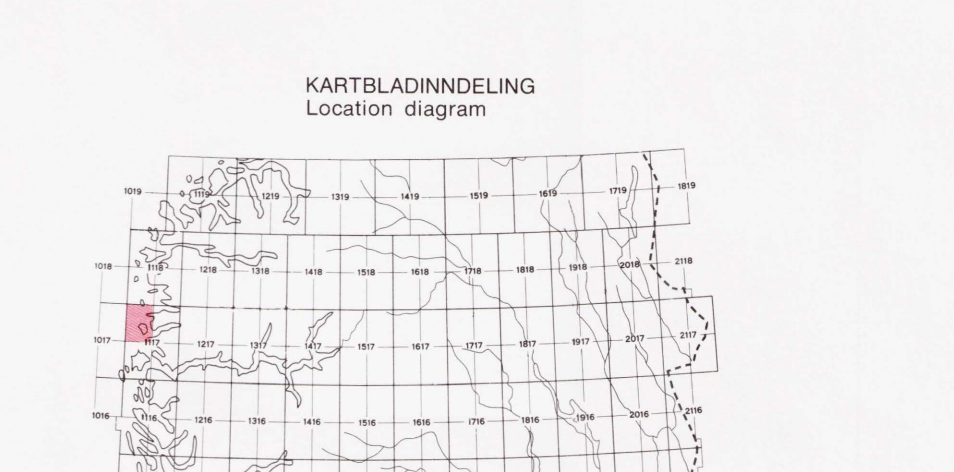 KARTBLADINNDELING
Location diagram
1019 1119 1219 1319 1419 1519 1619 1719 1819
1018 1118 1218 1318 1418 1518 1618 1718 1818 1918 2018 2118
1017 1117 1217 1317 1417 1517 1617 1717 1817 1917 2017 2117
1016 1116 1216 1316 1416 1516 1616 1716 1816 1916 2016 2116